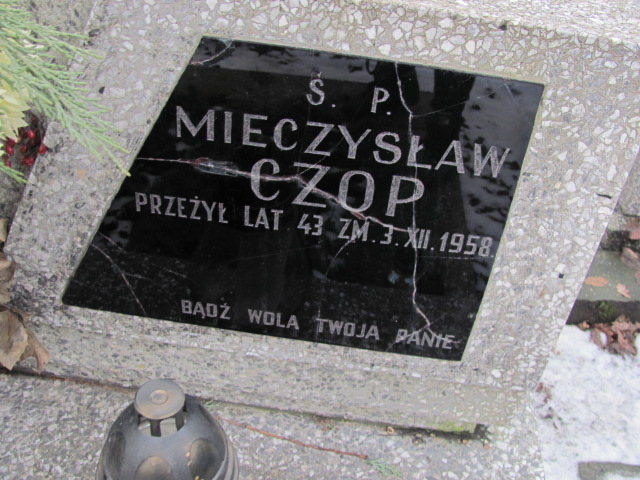 Ś. P.
MIECZYSŁAW
CZOP
PRZEŻYŁ LAT 43 ZM. 3. XII. 1958.
BĄDŹ WOLA TWOJA PANIE